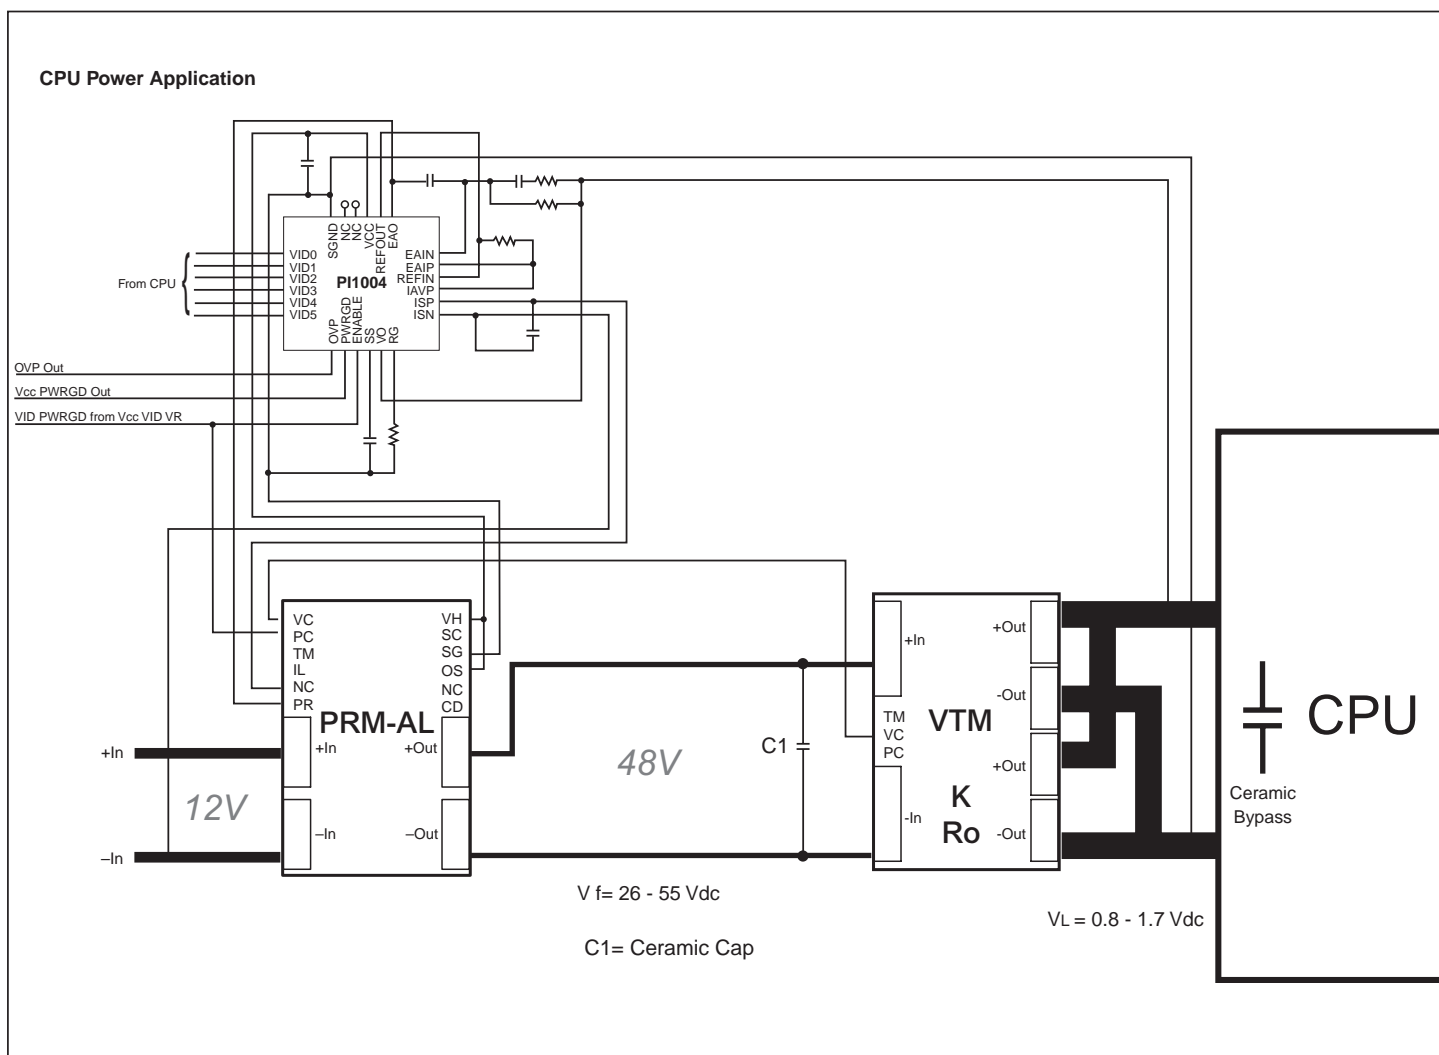 CPU Power Application
SGND
NC
NC
VCC
REFOUT
EAO
From CPU
VID0
VID1
VID2
VID3
VID4
VID5
PI1004
EAIN
EAIP
REFIN
IAVP
ISP
ISN
OVP
PWRGD
ENABLE
SS
VO
RG
OVP Out
Vcc PWRGD Out
VID PWRGD from Vcc VID VR
VC
PC
TM
IL
NC
PR
VH
SC
SG
OS
NC
CD
PRM-AL
+In
+In
+Out
12V
–In
–In
–Out
48V
C1
+In
TM
VC
PC
-In
VTM
K
Ro
+Out
-Out
+Out
-Out
CPU
Ceramic
Bypass
V f= 26 - 55 Vdc
VL = 0.8 - 1.7 Vdc
C1= Ceramic Cap